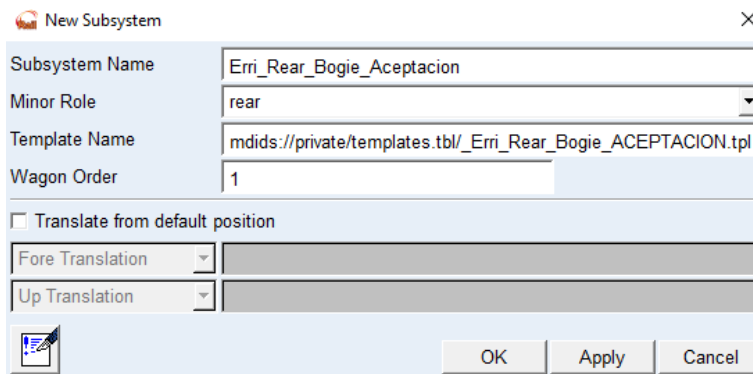 New Subsystem
Subsystem Name Erri_Rear_Bogie_Aceptacion
Minor Role rear
Template Name mdids://private/templates.tbl/_Erri_Rear_Bogie_ACEPTACION.tpl
Wagon Order 1
Translate from default position
Fore Translation
Up Translation
OK Apply Cancel